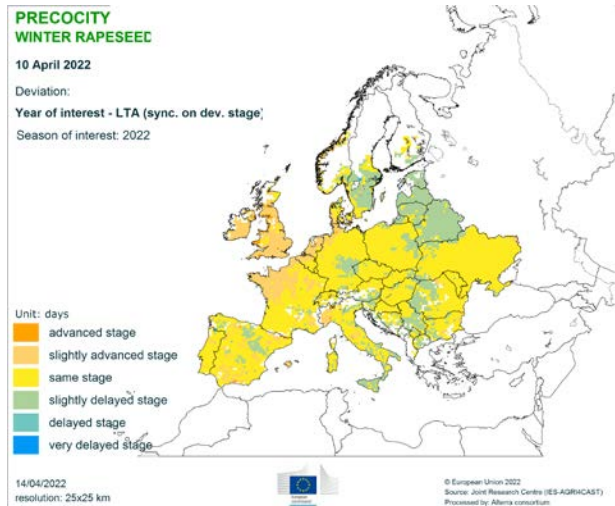 PRECOCITY
WINTER RAPESEED
10 April 2022
Deviation:
Year of interest - LTA (sync. on dev. stage)
Season of interest: 2022
Unit: days
advanced stage
slightly advanced stage
same stage
slightly delayed stage
delayed stage
very delayed stage
14/04/2022
resolution: 25x25 km
© European Union 2022
Source: Joint Research Centre (IES-AGRI4CAST)
Processed by: Alterra consortium